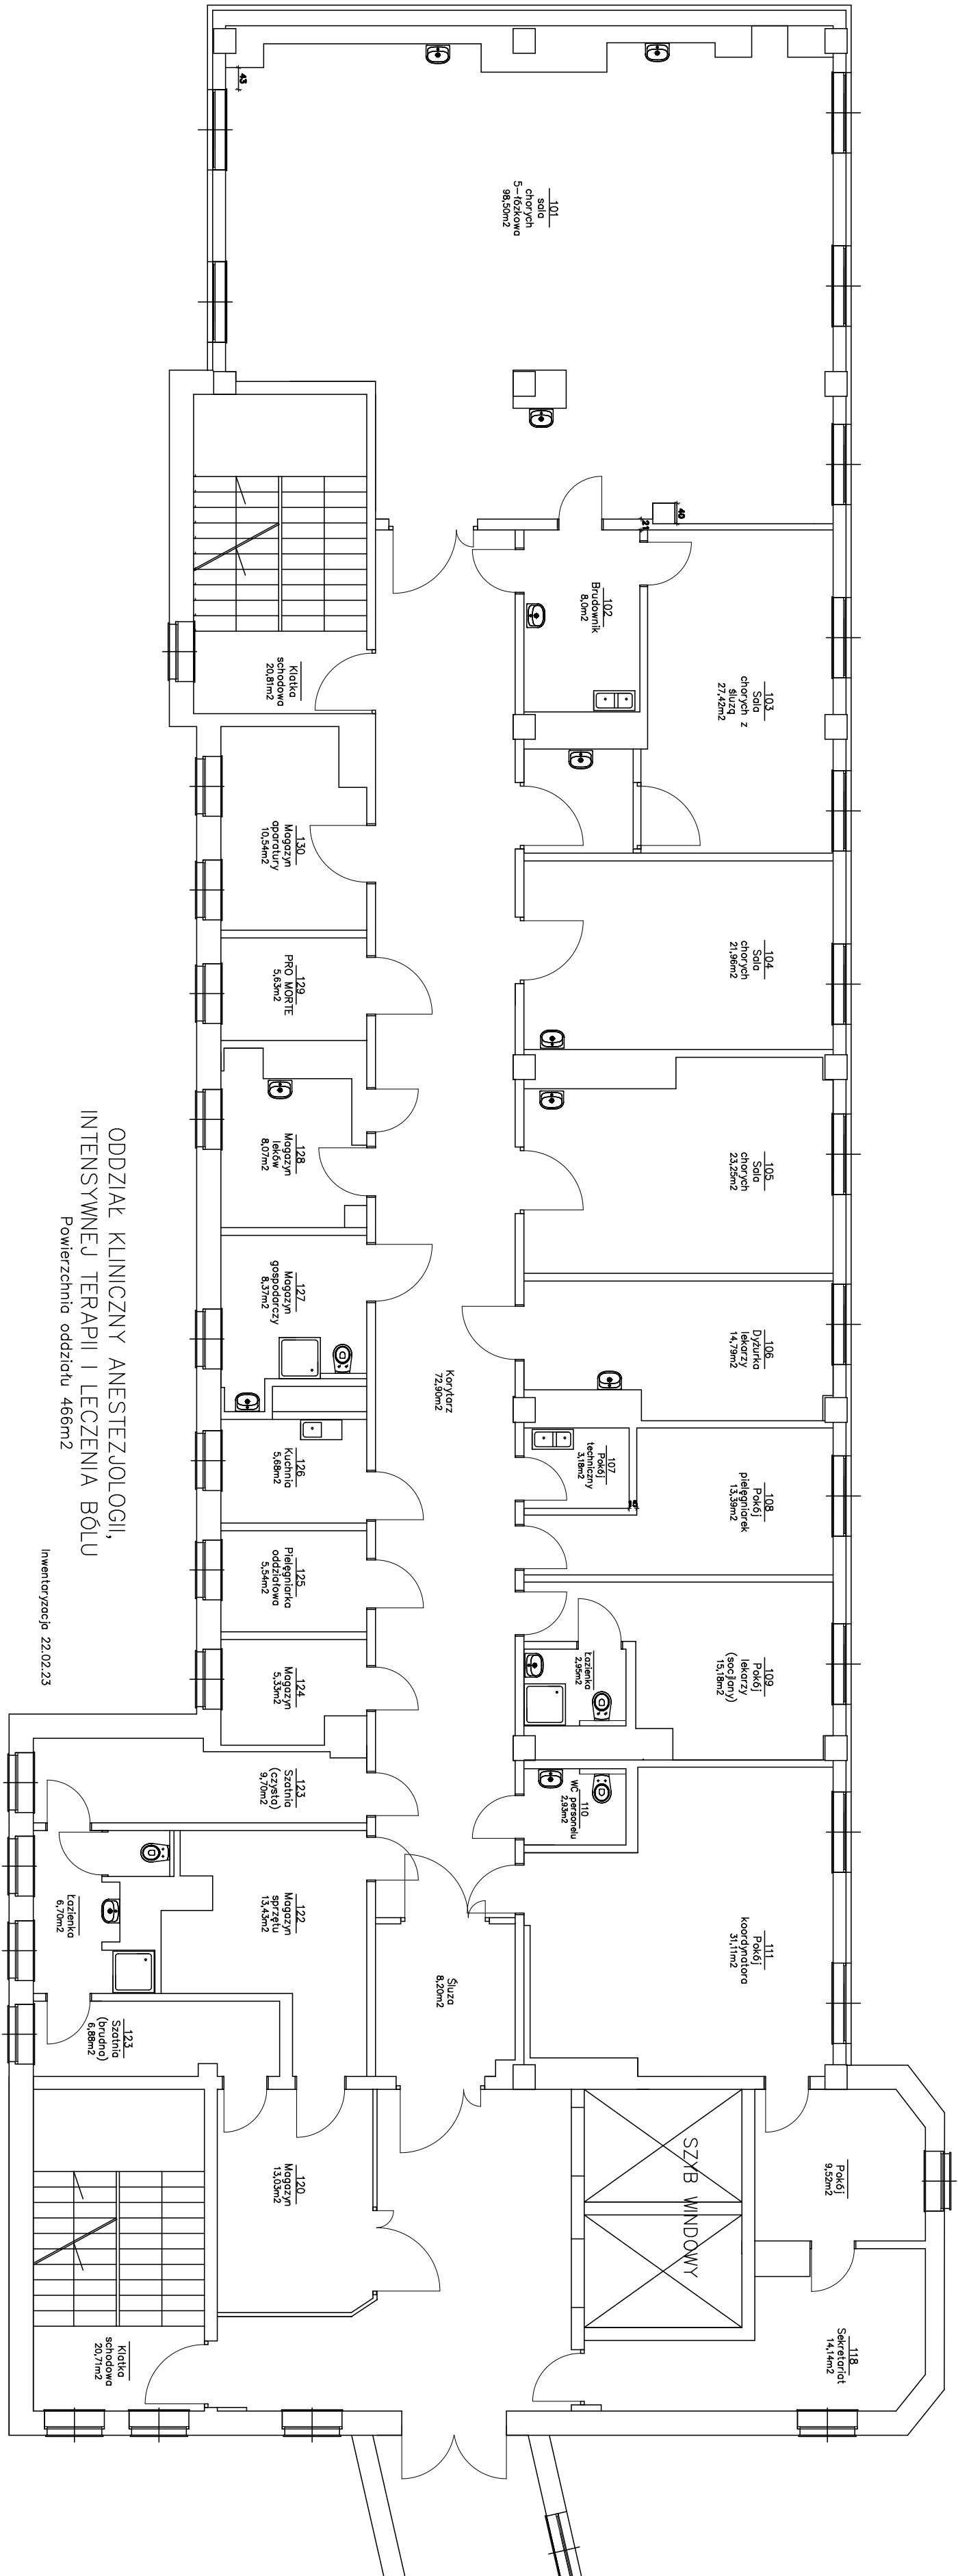 101
sala
chorych
5-łóżkowa
98,50m2
43
40
21
102
Brudownik
8,0m2
103
Sala
chorych z
śluzą
27,42m2
104
Sala
chorych
21,96m2
105
Sala
chorych
23,25m2
106
Dyżurka
lekarzy
14,79m2
107
Pokój
techniczny
3,18m2
15
108
Pokój
pielęgniarek
13,39m2
109
Pokój
lekarzy
(socjlany)
15,18m2
Łazienka
2,95m2
110
WC personelu
2,93m2
111
Pokój
koordynatora
31,11m2
Pokój
9,52m2
118
Sekretariat
14,14m2
SZYB WINDOWY
Korytarz
72,90m2
Śluza
8,20m2
Klatka
schodowa
20,81m2
130
Magazyn
aparatury
10,54m2
129
PRO MORTE
5,63m2
128
Magazyn
leków
8,07m2
127
Magazyn
gospodarczy
8,37m2
126
Kuchnia
5,68m2
125
Pielęgniarka
oddziałowa
5,54m2
124
Magazyn
5,33m2
123
Szatnia
(czysta)
9,70m2
122
Magazyn
sprzętu
13,43m2
Łazienka
6,70m2
123
Szatnia
(brudna)
6,88m2
120
Magazyn
13,03m2
Klatka
schodowa
20,71m2
ODDZIAŁ KLINICZNY ANESTEZJOLOGII,
INTENSYWNEJ TERAPII I LECZENIA BÓLU
Powierzchnia oddziału 466m2
Inwentaryzacja 22.02.23